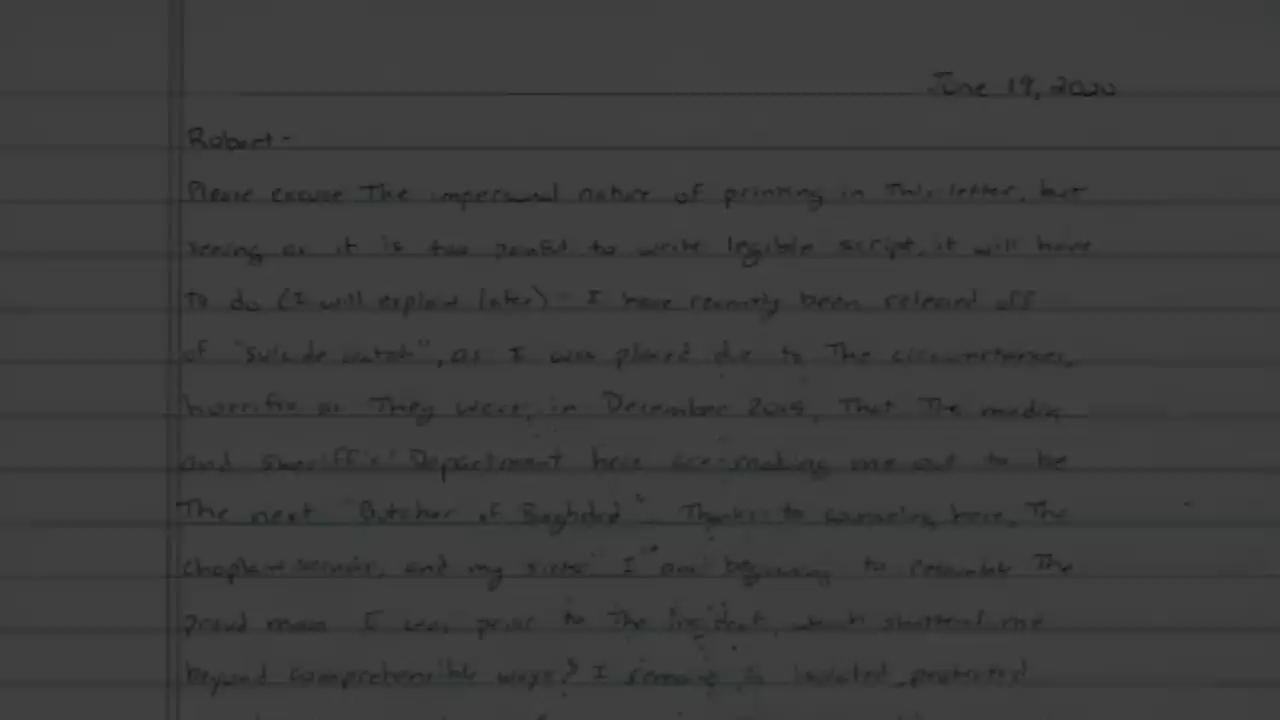 June 19, 2020
Robert -
Please excuse The impersonal nature of printing in This letter, but
seeing as it is too painful to write legible script, it will have
To do (I will explain later) - I have recently been released off
of "suicide watch", as I was placed due to The circumstances,
horrific as They were, in December 2019, That The media
and Sheriff's Department here are making me out to be
The next "Butcher of Baghdad". Thanks to counseling here, The
chaplain and my sister I am beginning to resemble The
proud man I was prior to The incident, which shattered me
beyond comprehensible ways! I remain in isolated, protected